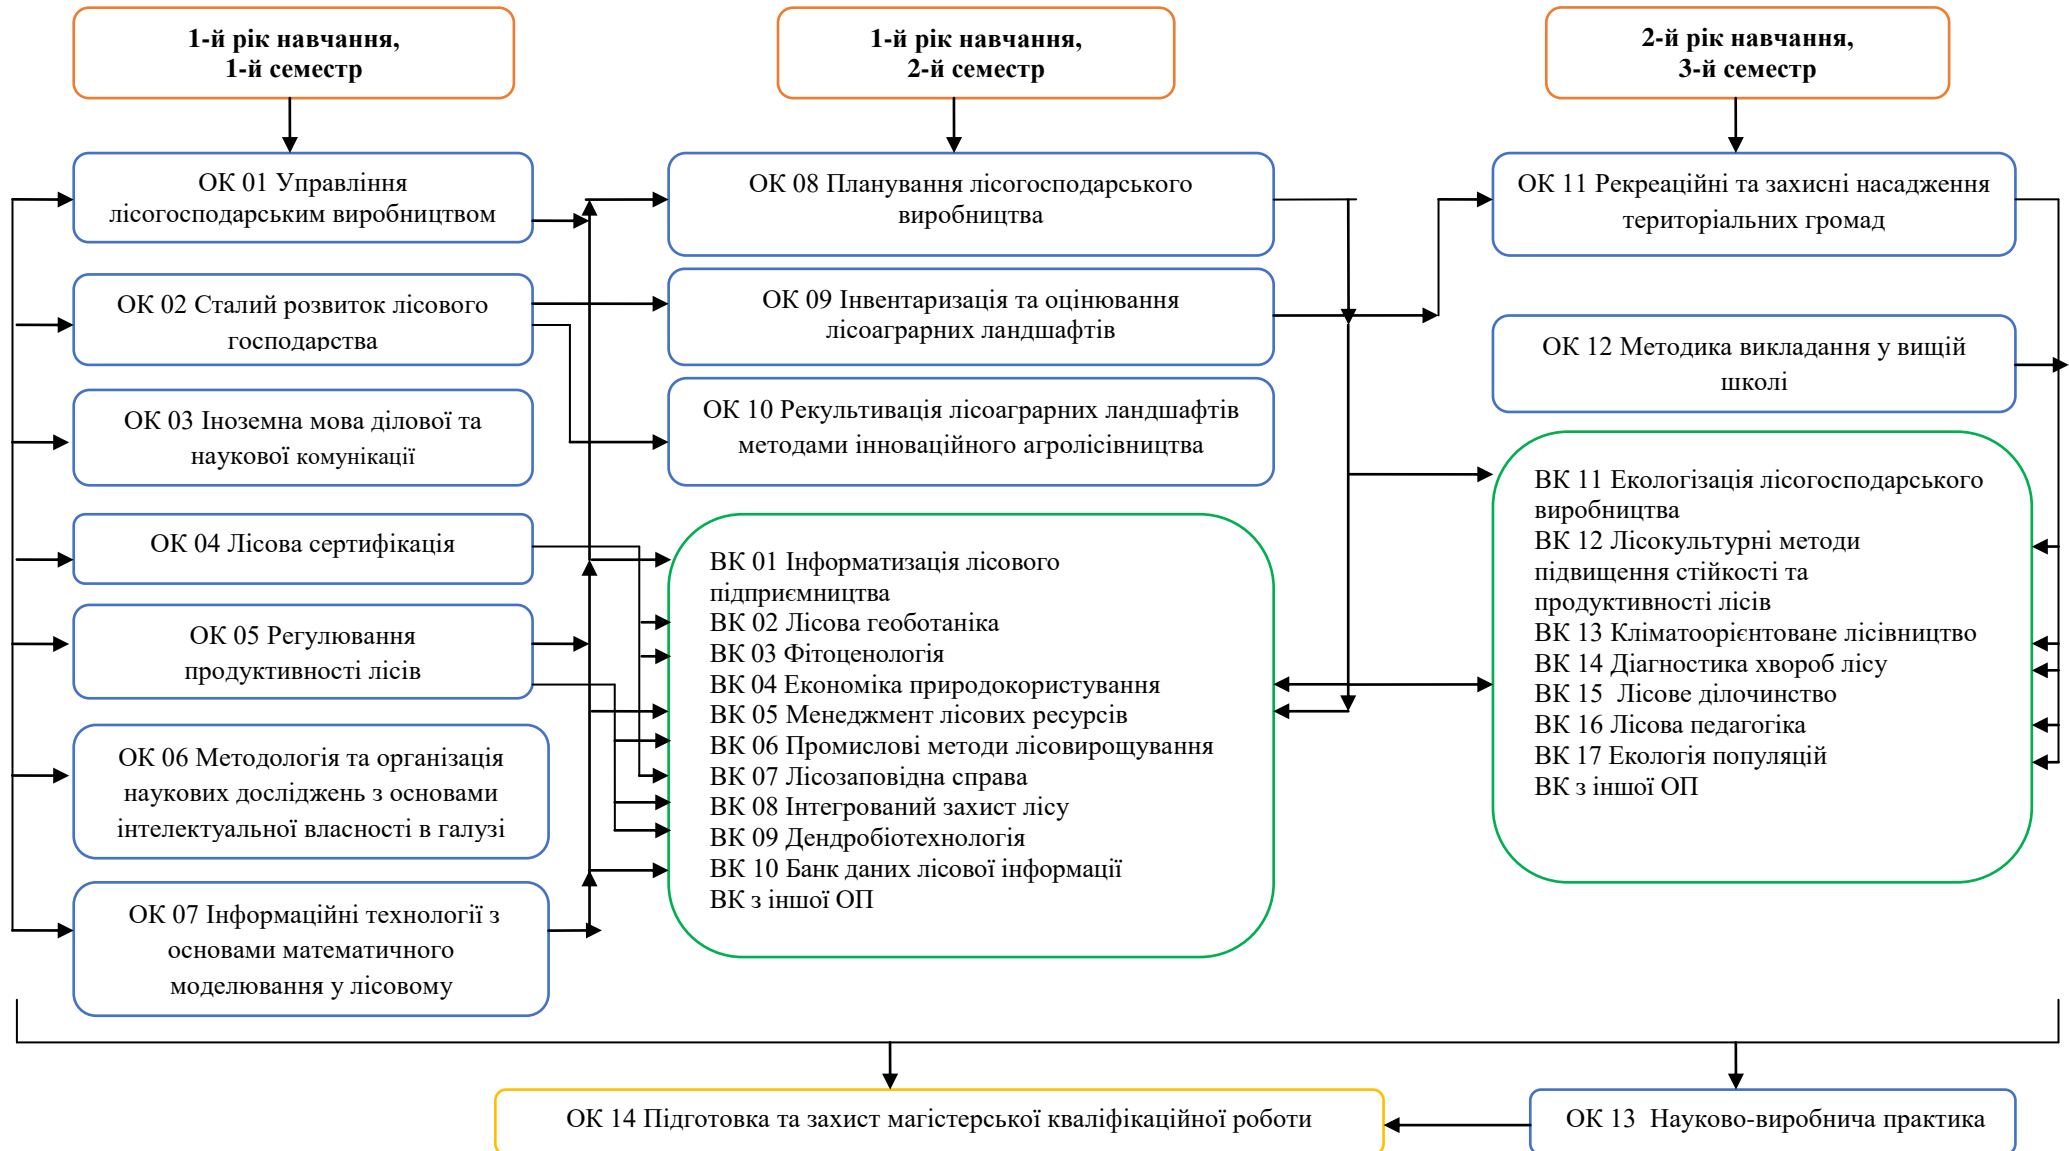 1-й рік навчання,
1-й семестр
ОК 01 Управління
лісогосподарським виробництвом
ОК 02 Сталий розвиток лісового
господарства
ОК 03 Іноземна мова ділової та
наукової комунікації
ОК 04 Лісова сертифікація
ОК 05 Регулювання
продуктивності лісів
ОК 06 Методологія та організація
наукових досліджень з основами
інтелектуальної власності в галузі
ОК 07 Інформаційні технології з
основами математичного
моделювання у лісовому
1-й рік навчання,
2-й семестр
ОК 08 Планування лісогосподарського
виробництва
ОК 09 Інвентаризація та оцінювання
лісоаграрних ландшафтів
ОК 10 Рекультивація лісоаграрних ландшафтів
методами інноваційного агролісівництва
ВК 01 Інформатизація лісового
підприємництва
ВК 02 Лісова геоботаніка
ВК 03 Фітоценологія
ВК 04 Економіка природокористування
ВК 05 Менеджмент лісових ресурсів
ВК 06 Промислові методи лісовирощування
ВК 07 Лісозаповідна справа
ВК 08 Інтегрований захист лісу
ВК 09 Дендробіотехнологія
ВК 10 Банк даних лісової інформації
ВК з іншої ОП
2-й рік навчання,
3-й семестр
ОК 11 Рекреаційні та захисні насадження
територіальних громад
ОК 12 Методика викладання у вищій
школі
ВК 11 Екологізація лісогосподарського
виробництва
ВК 12 Лісокультурні методи
підвищення стійкості та
продуктивності лісів
ВК 13 Кліматоорієнтоване лісівництво
ВК 14 Діагностика хвороб лісу
ВК 15 Лісове ділочинство
ВК 16 Лісова педагогіка
ВК 17 Екологія популяцій
ВК з іншої ОП
ОК 14 Підготовка та захист магістерської кваліфікаційної роботи
ОК 13 Науково-виробнича практика